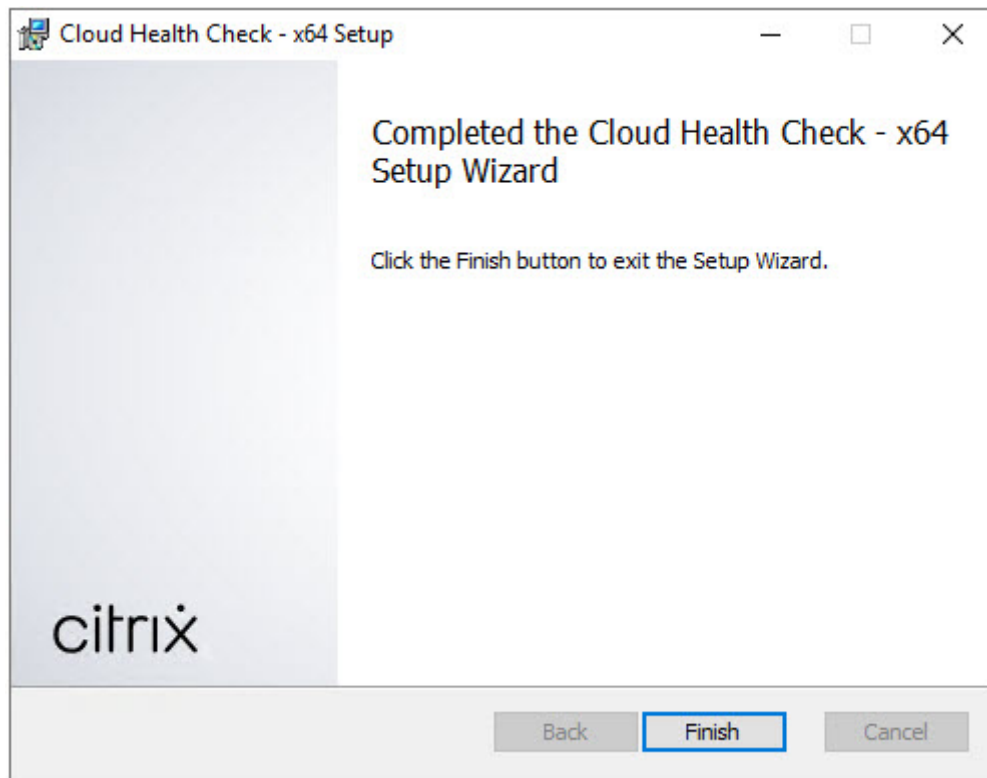 Cloud Health Check - x64 Setup
Completed the Cloud Health Check - x64
Setup Wizard
Click the Finish button to exit the Setup Wizard.
citrix
Back
Finish
Cancel